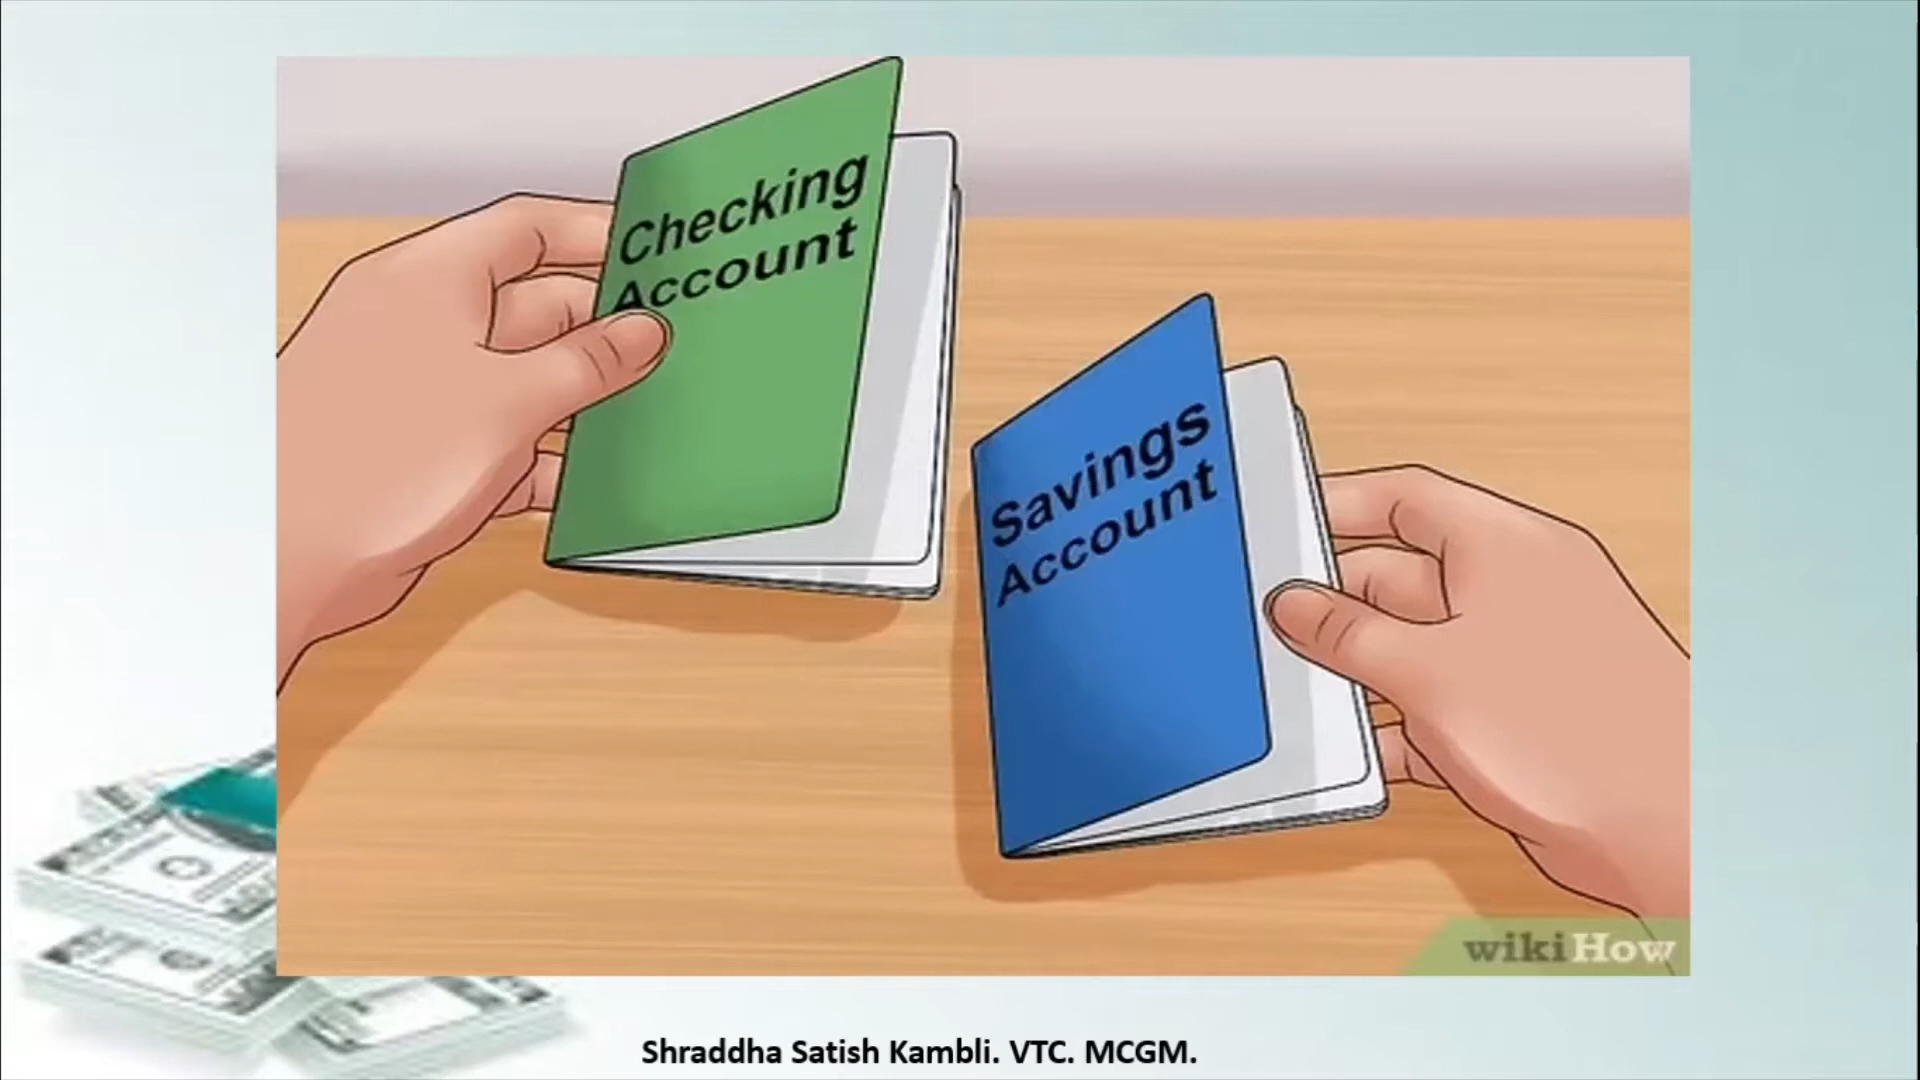 Checking
Account
Savings
Account
wikiHow
Shraddha Satish Kambli. VTC. MCGM.